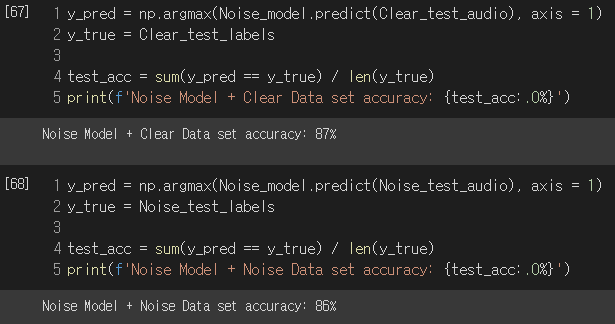 [67] 1 y_pred = np.argmax(Noise_model.predict(Clear_test_audio), axis = 1)
2 y_true = Clear_test_labels
3
4 test_acc = sum(y_pred == y_true) / len(y_true)
5 print(f'Noise Model + Clear Data set accuracy: {test_acc:.0%}')
Noise Model + Clear Data set accuracy: 87%
[68] 1 y_pred = np.argmax(Noise_model.predict(Noise_test_audio), axis = 1)
2 y_true = Noise_test_labels
3
4 test_acc = sum(y_pred == y_true) / len(y_true)
5 print(f'Noise Model + Noise Data set accuracy: {test_acc:.0%}')
Noise Model + Noise Data set accuracy: 86%